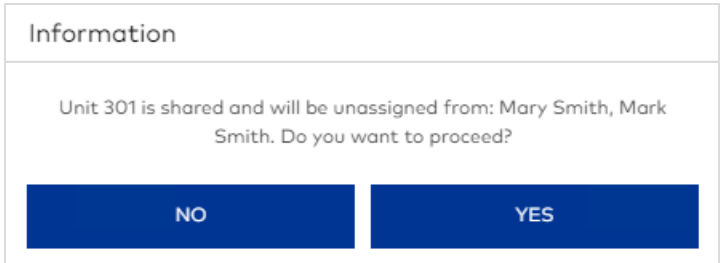 Information
Unit 301 is shared and will be unassigned from: Mary Smith, Mark
Smith. Do you want to proceed?
NO
YES